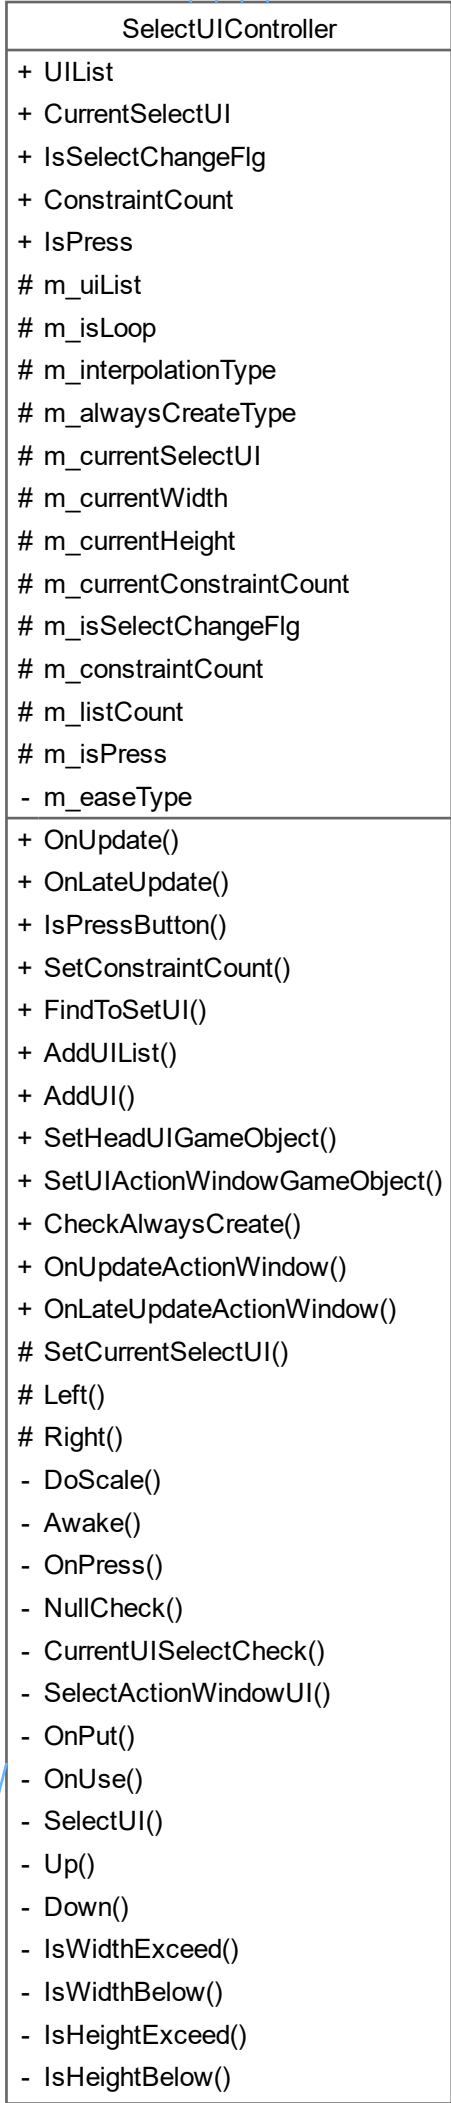 SelectUIController
+ UIList
+ CurrentSelectUI
+ IsSelectChangeFlg
+ ConstraintCount
+ IsPress
# m_uiList
# m_isLoop
# m_interpolationType
# m_alwaysCreateType
# m_currentSelectUI
# m_currentWidth
# m_currentHeight
# m_currentConstraintCount
# m_isSelectChangeFlg
# m_constraintCount
# m_listCount
# m_isPress
- m_easeType
+ OnUpdate()
+ OnLateUpdate()
+ IsPressButton()
+ SetConstraintCount()
+ FindToSetUI()
+ AddUIList()
+ AddUI()
+ SetHeadUIGameObject()
+ SetUIActionWindowGameObject()
+ CheckAlwaysCreate()
+ OnUpdateActionWindow()
+ OnLateUpdateActionWindow()
# SetCurrentSelectUI()
# Left()
# Right()
- DoScale()
- Awake()
- OnPress()
- NullCheck()
- CurrentUISelectCheck()
- SelectActionWindowUI()
- OnPut()
- OnUse()
- SelectUI()
- Up()
- Down()
- IsWidthExceed()
- IsWidthBelow()
- IsHeightExceed()
- IsHeightBelow()